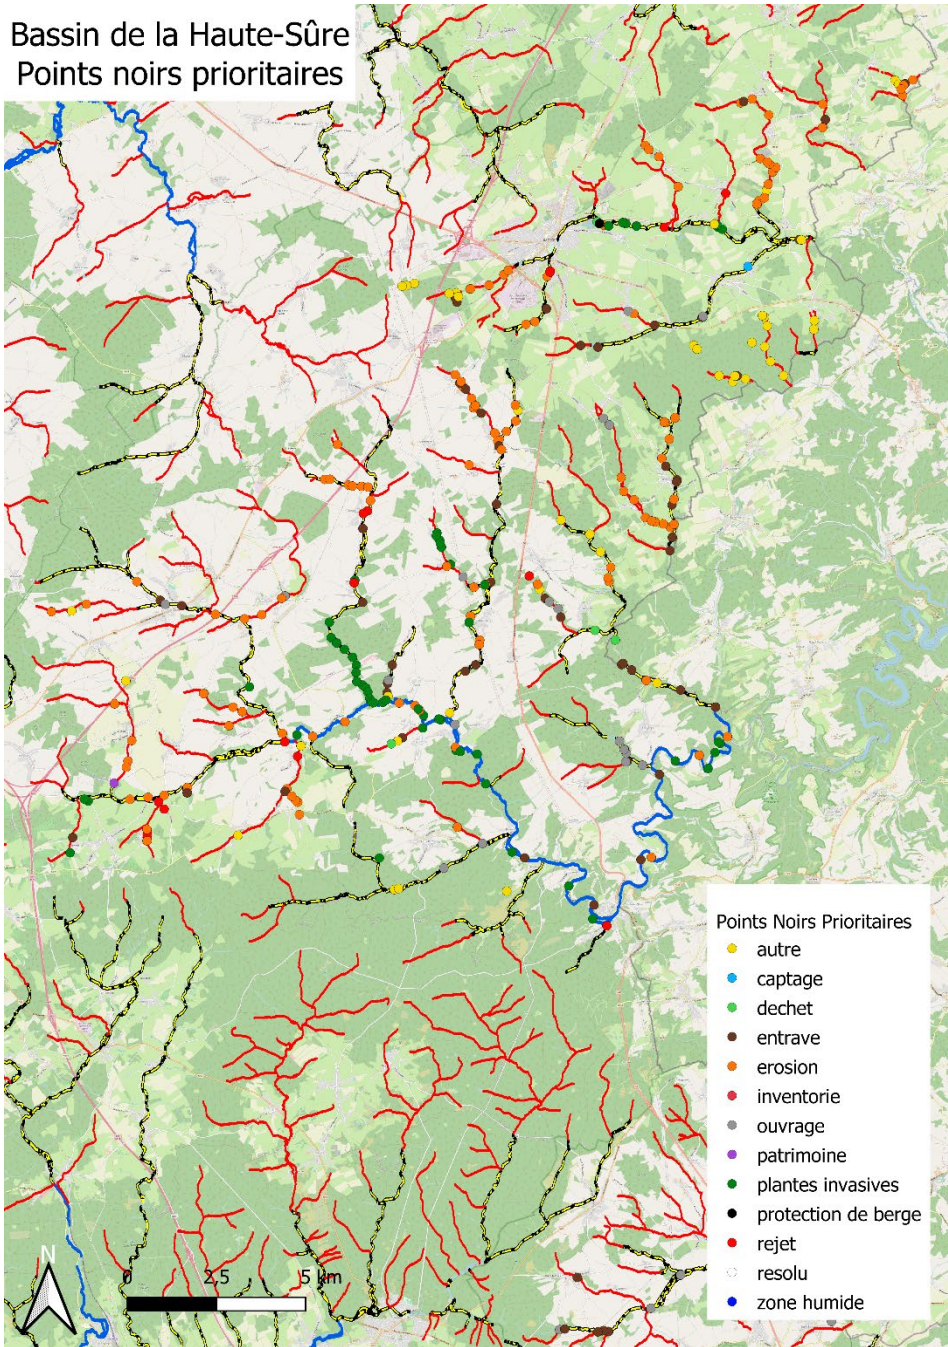 Bassin de la Haute-Sûre
Points noirs prioritaires
Points Noirs Prioritaires
autre
captage
dechet
entrave
erosion
inventorie
ouvrage
patrimoine
plantes invasives
protection de berge
rejet
resolu
zone humide
N
0 2,5 5 km